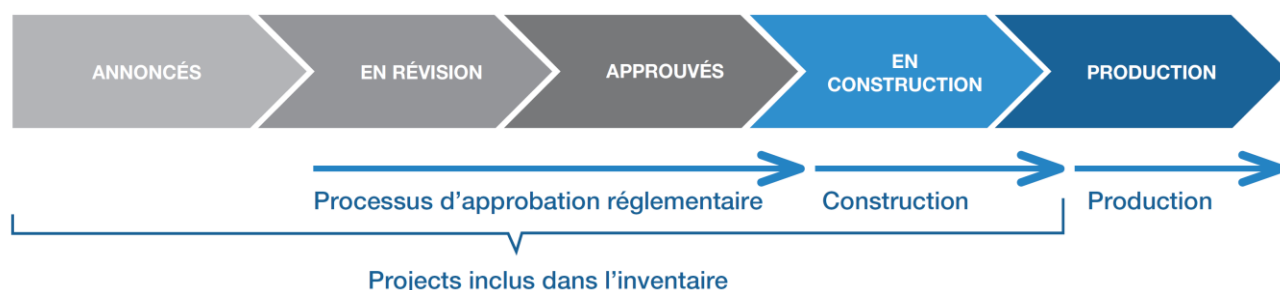 ANNONCÉS
EN RÉVISION
APPROUVÉS
EN
CONSTRUCTION
PRODUCTION
Processus d’approbation réglementaire
Construction
Production
Projects inclus dans l’inventaire